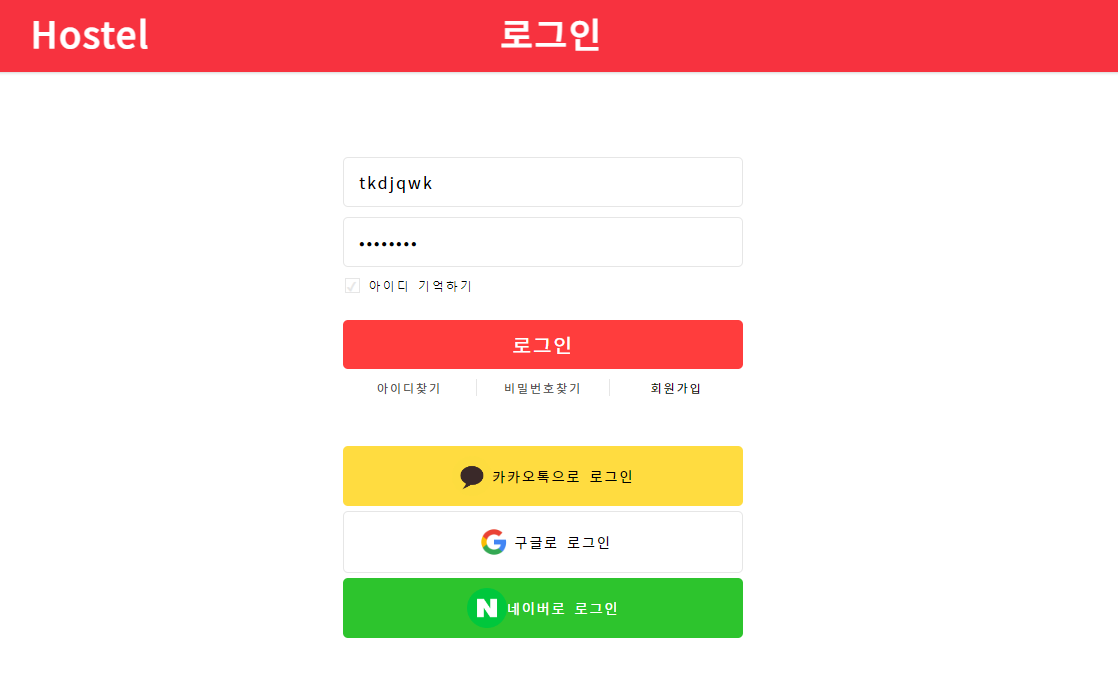 Hostel 로그인
tkdjqwk
••••••••
아이디 기억하기
로그인
아이디찾기 비밀번호찾기 회원가입
카카오톡으로 로그인
구글로 로그인
N 네이버로 로그인